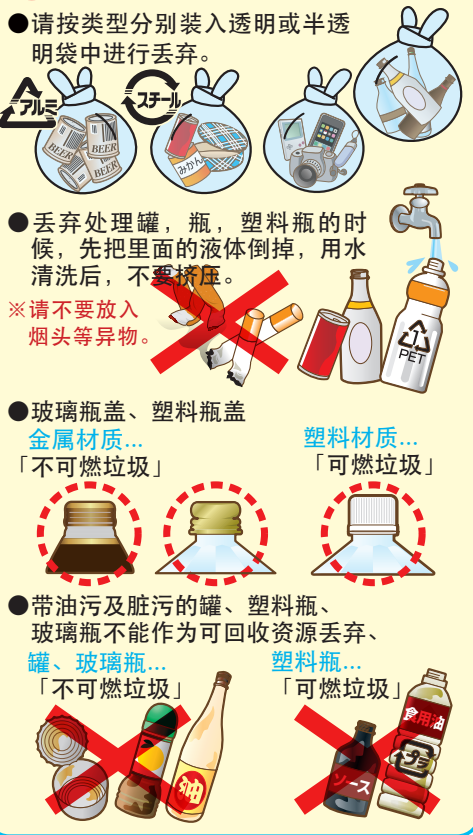 ●请按类型分别装入透明或半透
明袋中进行丢弃。
アルミ
スチール
BEER
BEER
BEER
みかん
●丢弃处理罐，瓶，塑料瓶的时
候，先把里面的液体倒掉，用水
清洗后，不要挤压。
※请不要放入
烟头等异物。
1
PET
●玻璃瓶盖、塑料瓶盖
金属材质...
「不可燃垃圾」
塑料材质...
「可燃垃圾」
●带油污及脏污的罐、塑料瓶、
玻璃瓶不能作为可回收资源丢弃、
罐、玻璃瓶...
「不可燃垃圾」
塑料瓶...
「可燃垃圾」
油
ソース
食用油
プラ